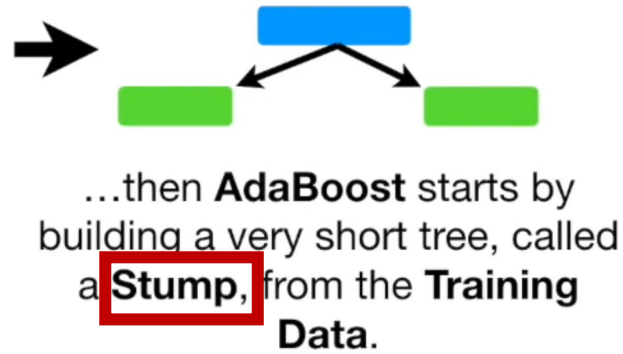 ...then AdaBoost starts by
building a very short tree, called
a Stump, from the Training
Data.